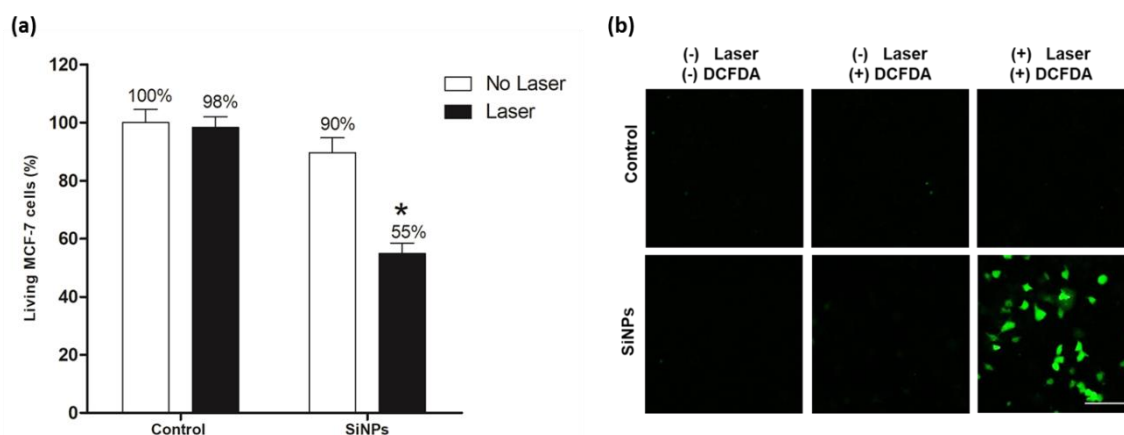 (a)
120
100
80
60
40
20
0
Living MCF-7 cells (%)
100%
98%
90%
*
55%
No Laser
Laser
Control
SiNPs
(b)
(-) Laser
(-) DCFDA
(-) Laser
(+) DCFDA
(+) Laser
(+) DCFDA
Control
SiNPs